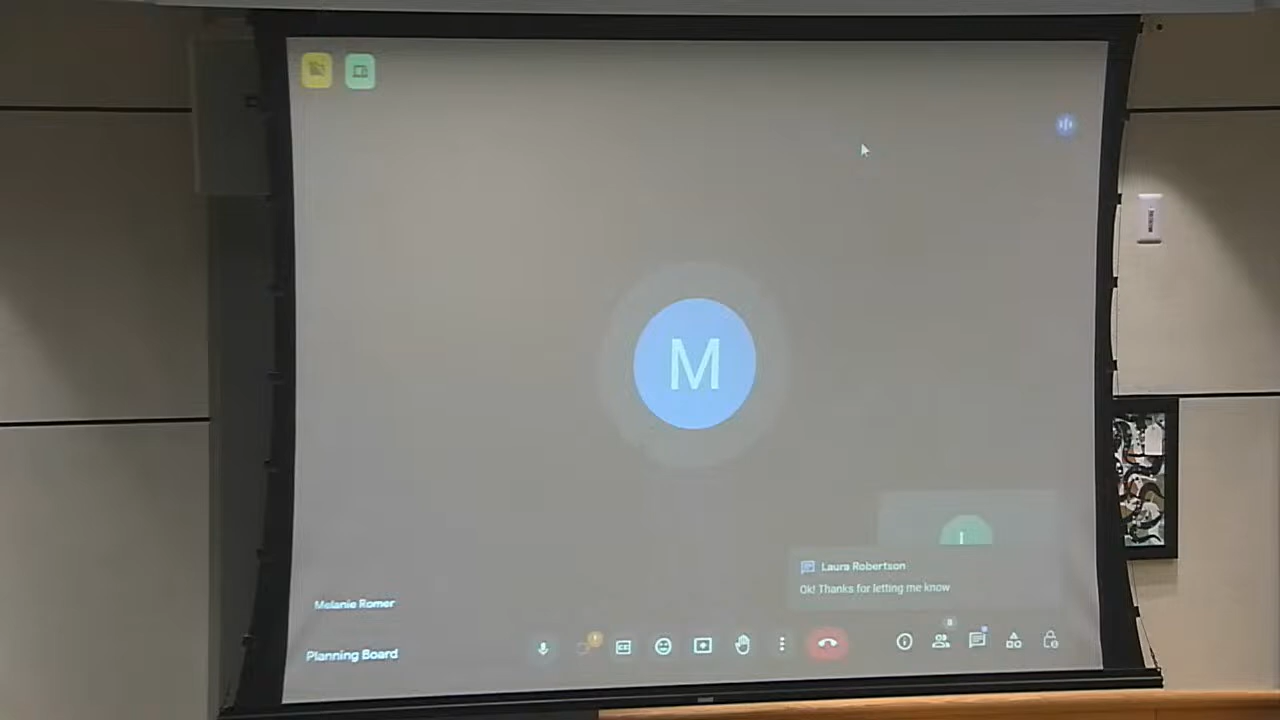 M
L
Laura Robertson
Ok! Thanks for letting me know
Melanie Romer
Planning Board